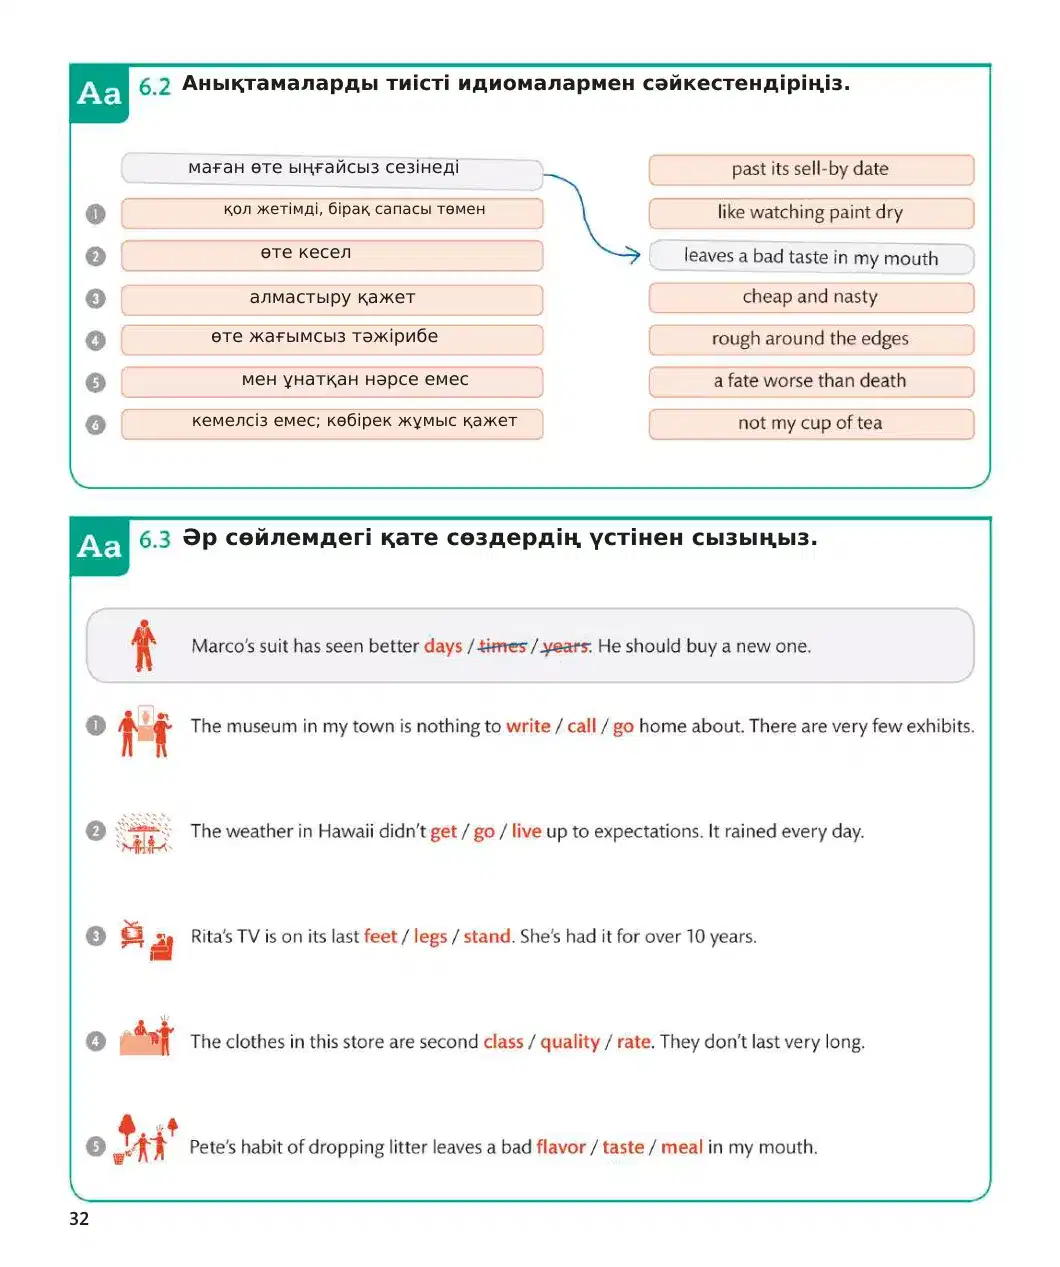 Aa 6.2 Анықтамаларды тиісті идиомалармен сәйкестендіріңіз.
маған өте ыңғайсыз сезінеді
past its sell-by date
1 қол жетімді, бірақ сапасы төмен
like watching paint dry
2 өте кесел
leaves a bad taste in my mouth
3 алмастыру қажет
cheap and nasty
4 өте жағымсыз тәжірибе
rough around the edges
5 мен ұнатқан нәрсе емес
a fate worse than death
6 кемелсіз емес; көбірек жұмыс қажет
not my cup of tea
Aa 6.3 Әр сөйлемдегі қате сөздердің үстінен сызыңыз.
Marco's suit has seen better days / times / years. He should buy a new one.
1 The museum in my town is nothing to write / call / go home about. There are very few exhibits.
2 The weather in Hawaii didn't get / go / live up to expectations. It rained every day.
3 Rita's TV is on its last feet / legs / stand. She's had it for over 10 years.
4 The clothes in this store are second class / quality / rate. They don't last very long.
5 Pete's habit of dropping litter leaves a bad flavor / taste / meal in my mouth.
32